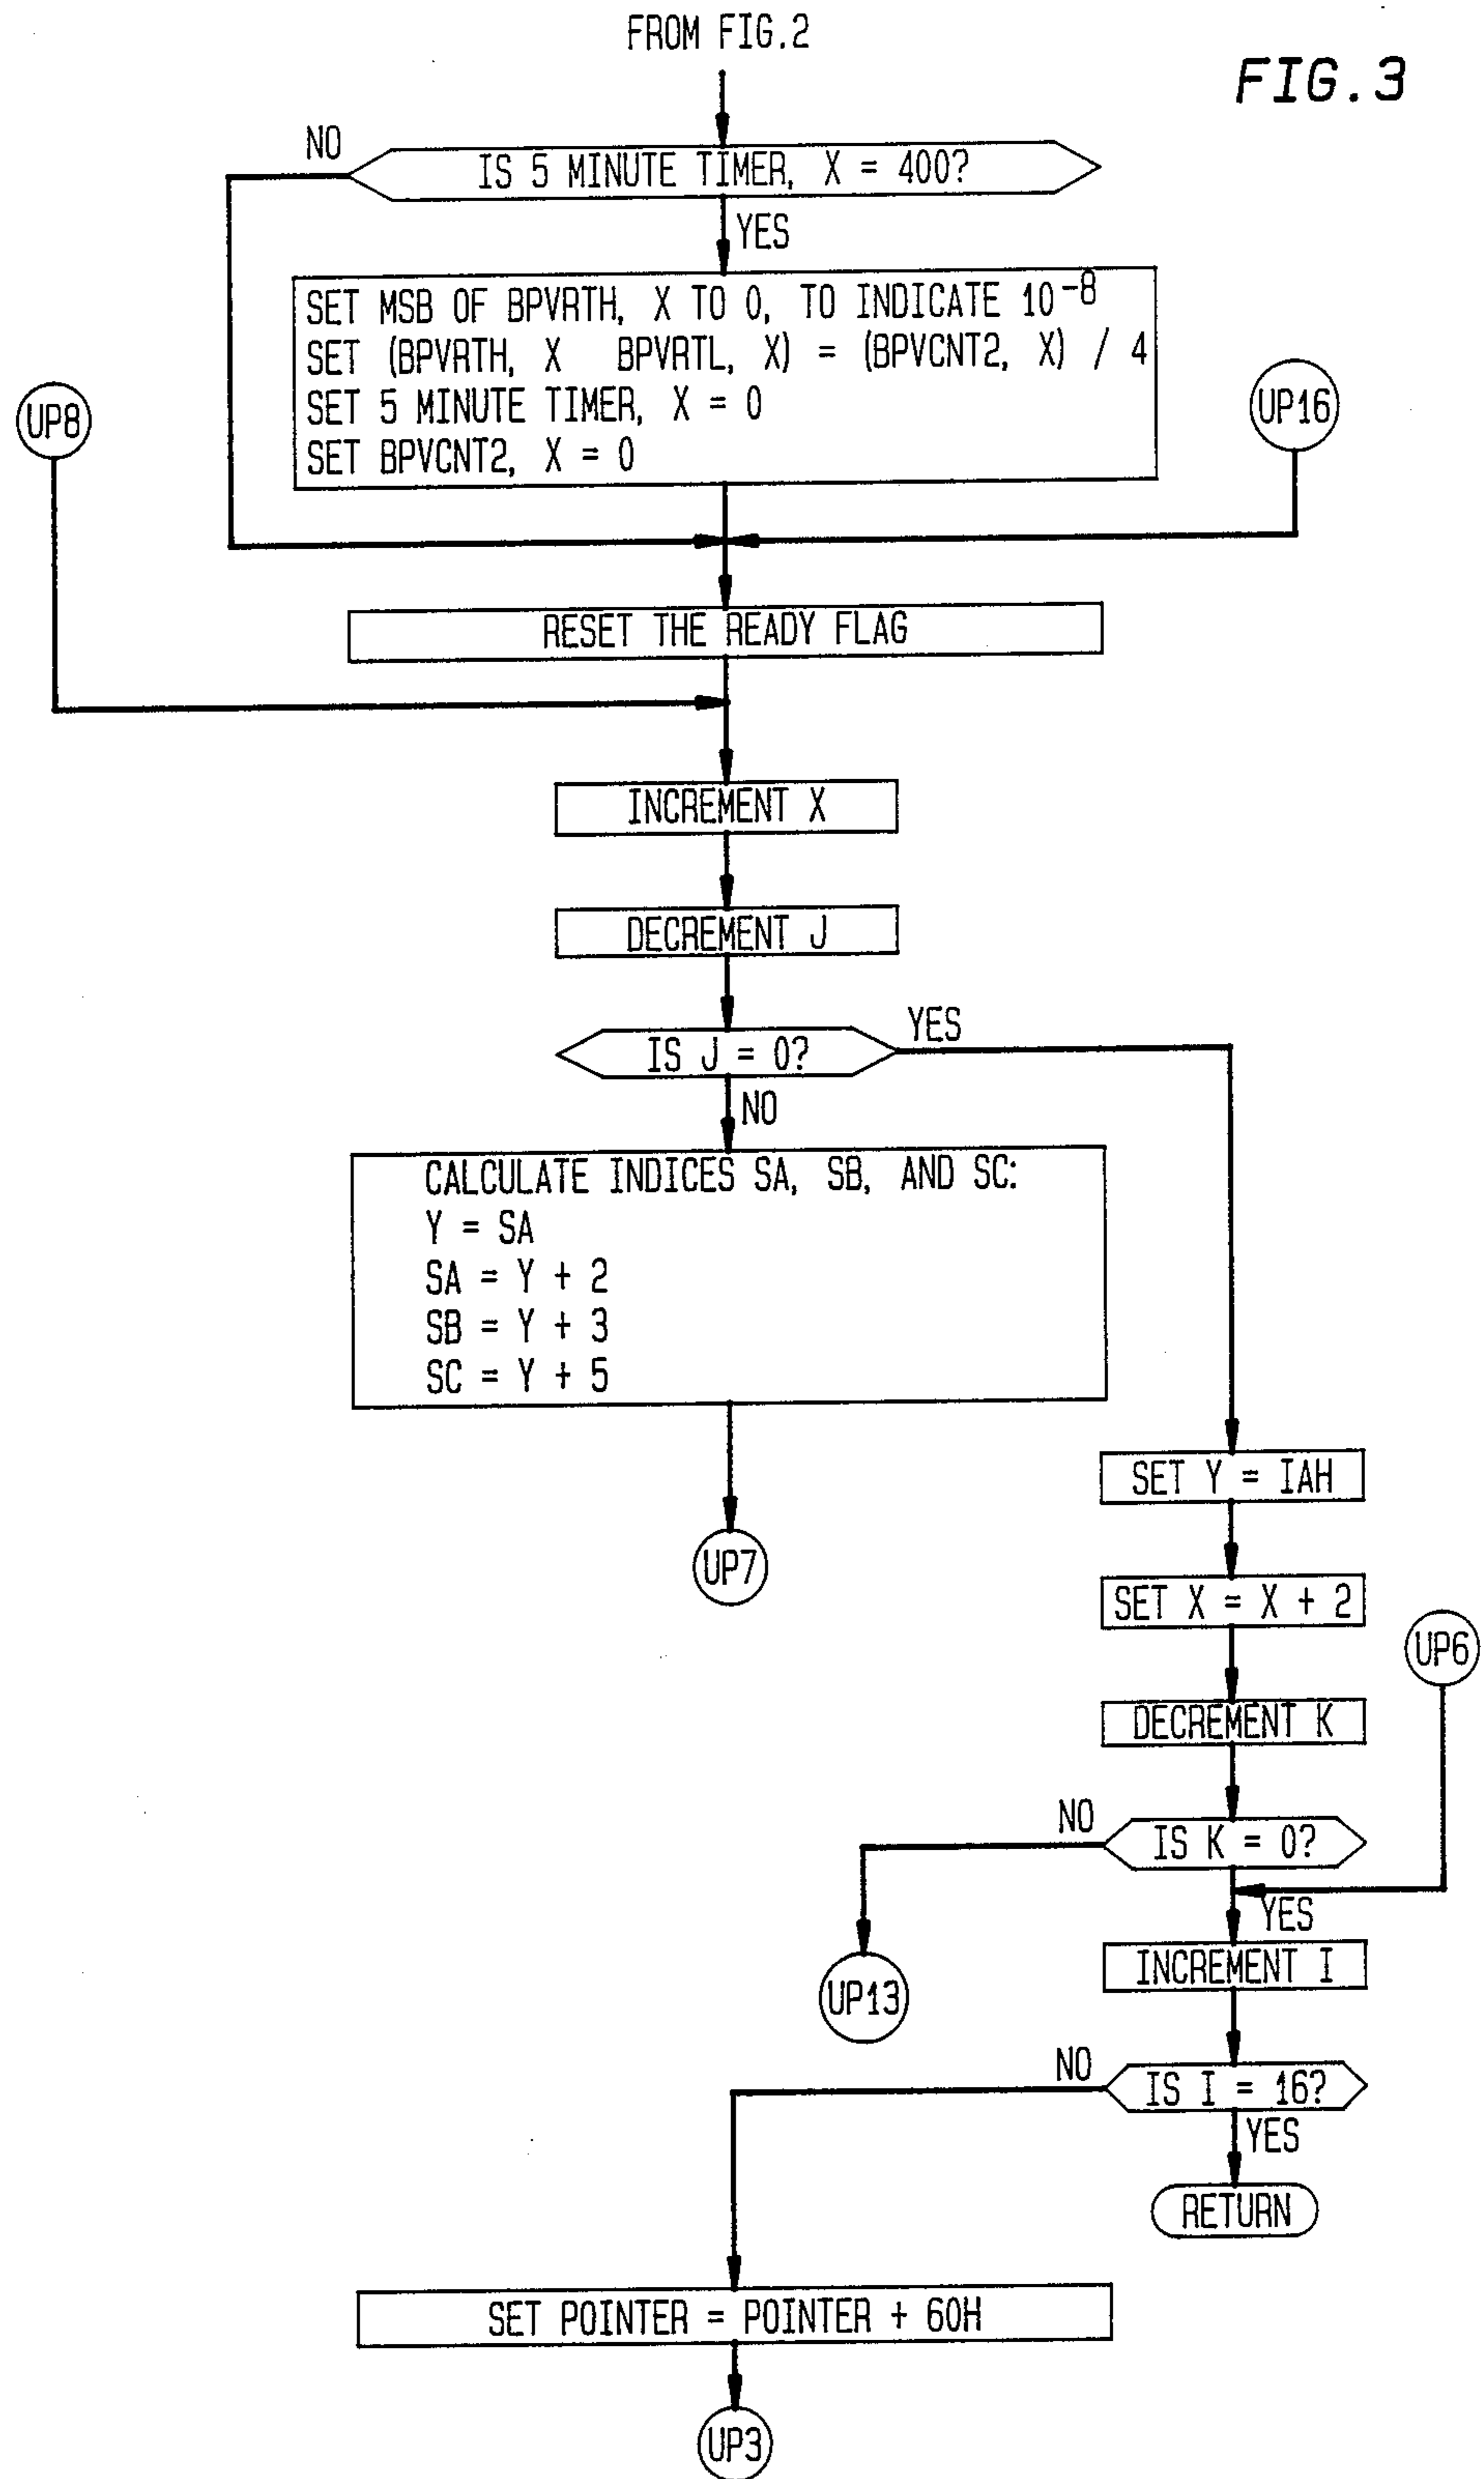 FROM FIG.2
FIG.3
NO
IS 5 MINUTE TIMER, X = 400?
YES
SET MSB OF BPVRTH, X TO 0, TO INDICATE 10⁻⁸
SET (BPVRTH, X BPVRTL, X) = (BPVCNT2, X) / 4
SET 5 MINUTE TIMER, X = 0
SET BPVCNT2, X = 0
UP8
UP16
RESET THE READY FLAG
INCREMENT X
DECREMENT J
IS J = 0?
YES
NO
CALCULATE INDICES SA, SB, AND SC:
Y = SA
SA = Y + 2
SB = Y + 3
SC = Y + 5
UP7
SET Y = IAH
SET X = X + 2
UP6
DECREMENT K
NO
IS K = 0?
YES
INCREMENT I
UP13
NO
IS I = 16?
YES
RETURN
SET POINTER = POINTER + 60H
UP3